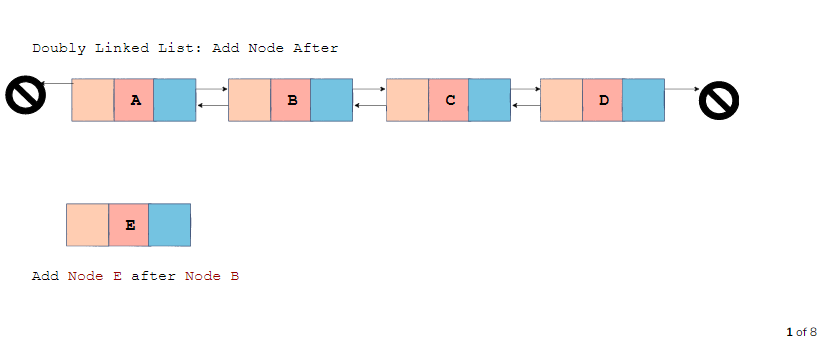 Doubly Linked List: Add Node After
A B C D
E
Add Node E after Node B
1 of 8